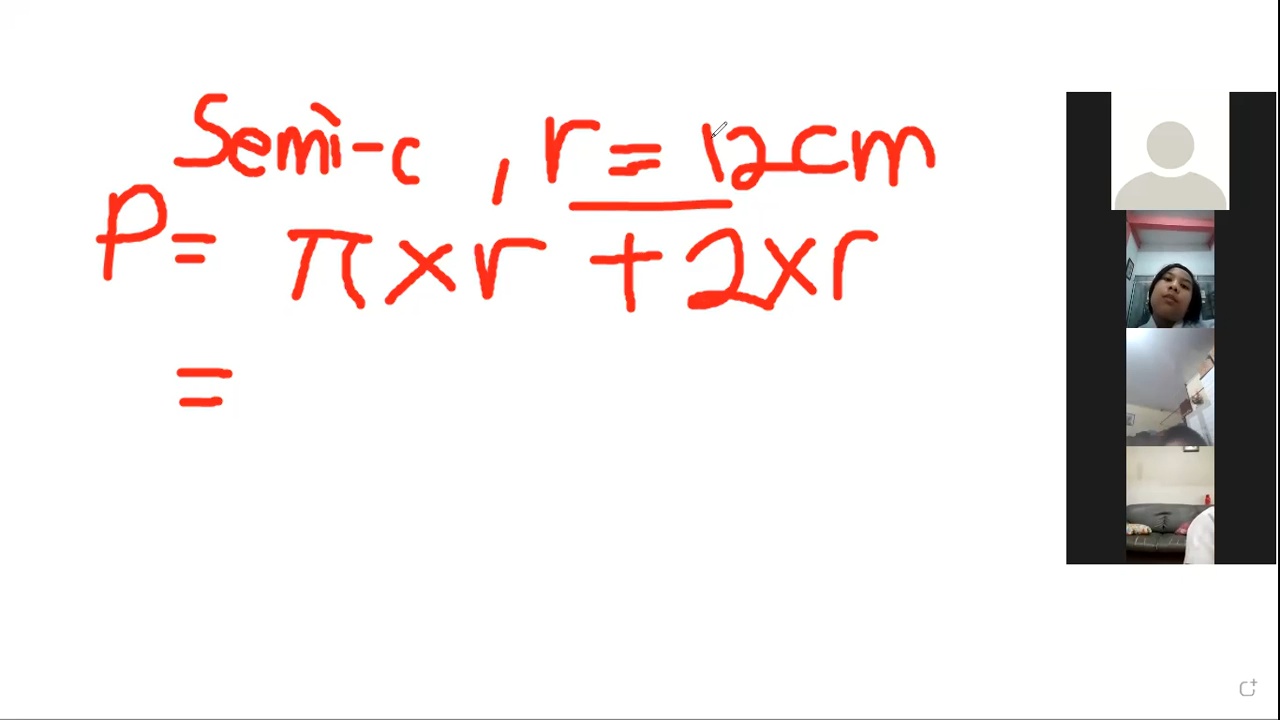 Semi-c , r = 12cm
P = π × r + 2 × r
=